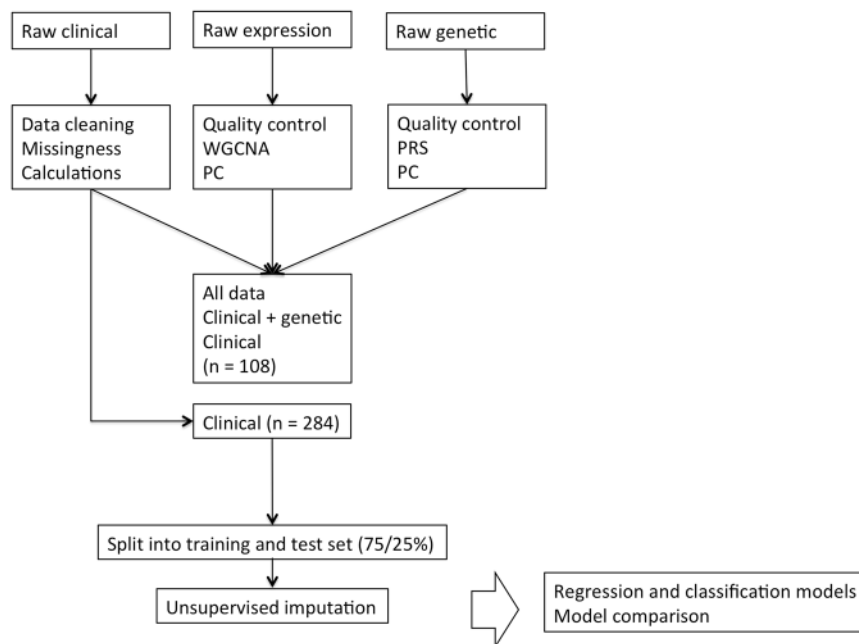 Raw clinical
Raw expression
Raw genetic
Data cleaning
Missingness
Calculations
Quality control
WGCNA
PC
Quality control
PRS
PC
All data
Clinical + genetic
Clinical
(n = 108)
Clinical (n = 284)
Split into training and test set (75/25%)
Unsupervised imputation
Regression and classification models
Model comparison